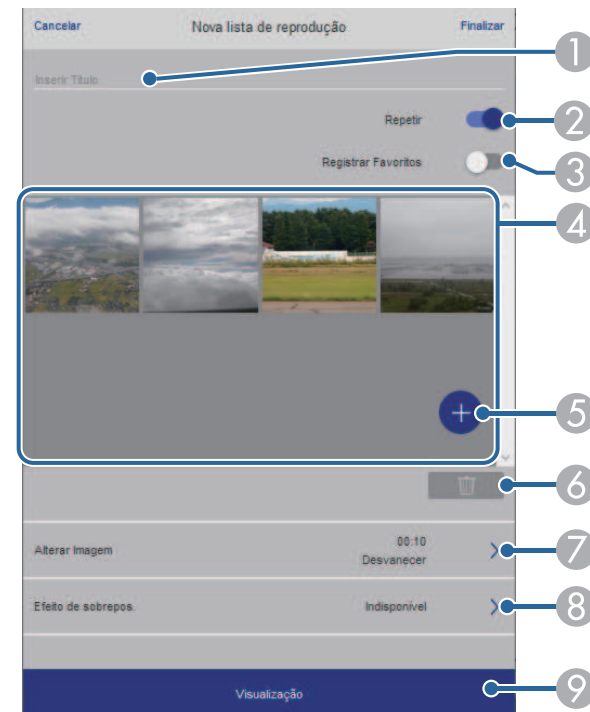 Cancelar Nova lista de reprodução Finalizar
1
Inserir Título
Repetir 2
Registrar Favoritos 3
4
5
6
Alterar Imagem 00:10 7
Desvanecer
Efeito de sobrepos. Indisponível 8
Visualização 9